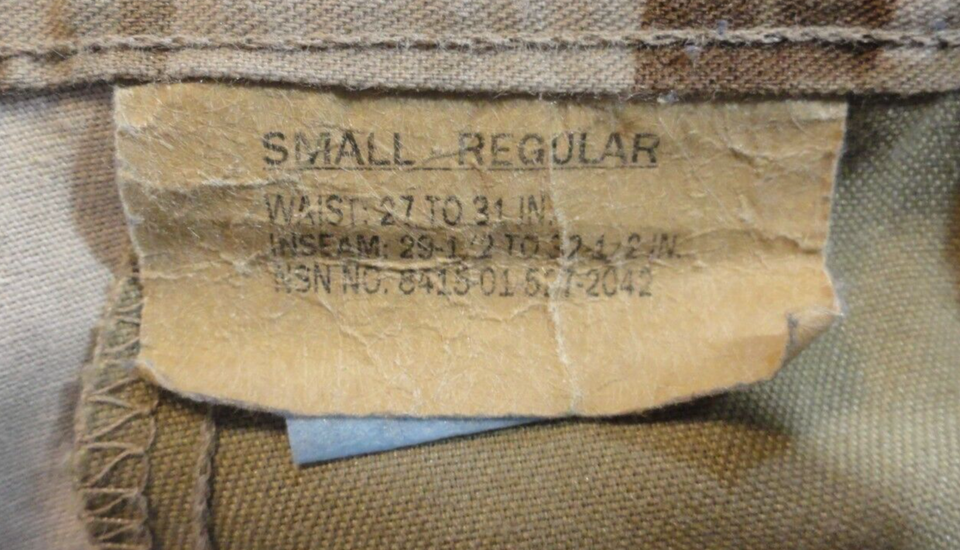 SMALL - REGULAR
WAIST: 27 TO 31 IN.
INSEAM: 29-1/2 TO 32-1/2 IN.
NSN NO. 8415-01-527-2042